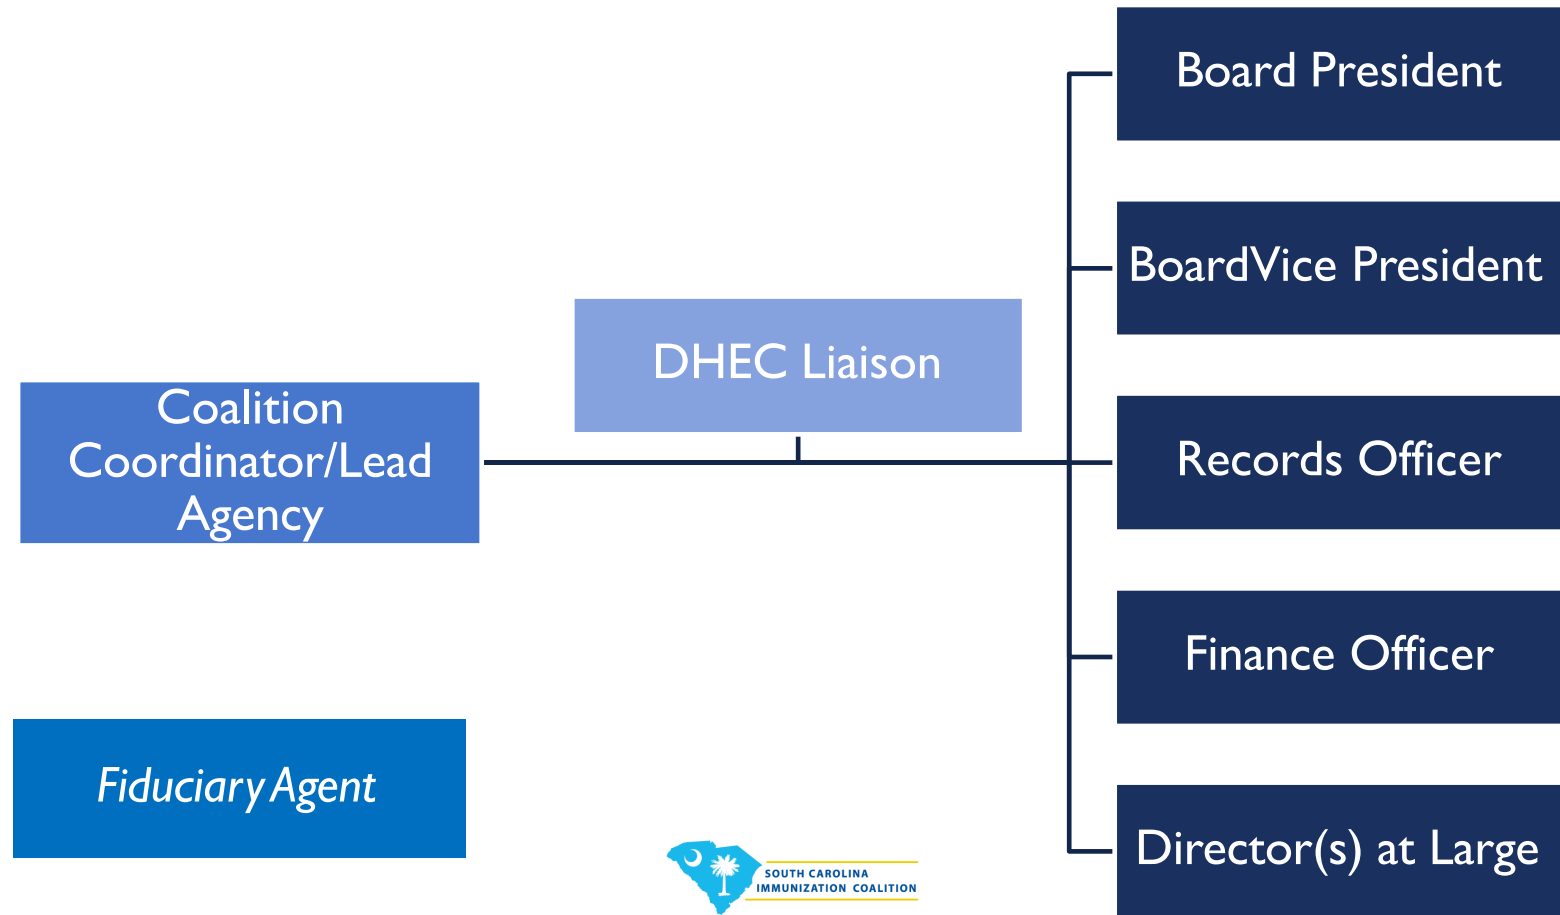 Board President
BoardVice President
DHEC Liaison
Coalition
Coordinator/Lead
Agency
Records Officer
Finance Officer
Fiduciary Agent
Director(s) at Large
SOUTH CAROLINA
IMMUNIZATION COALITION